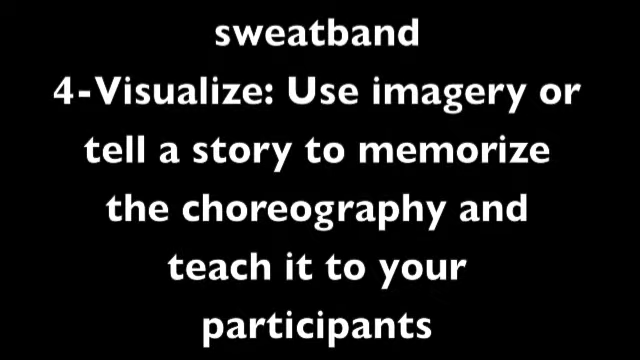 sweatband
4-Visualize: Use imagery or
tell a story to memorize
the choreography and
teach it to your
participants